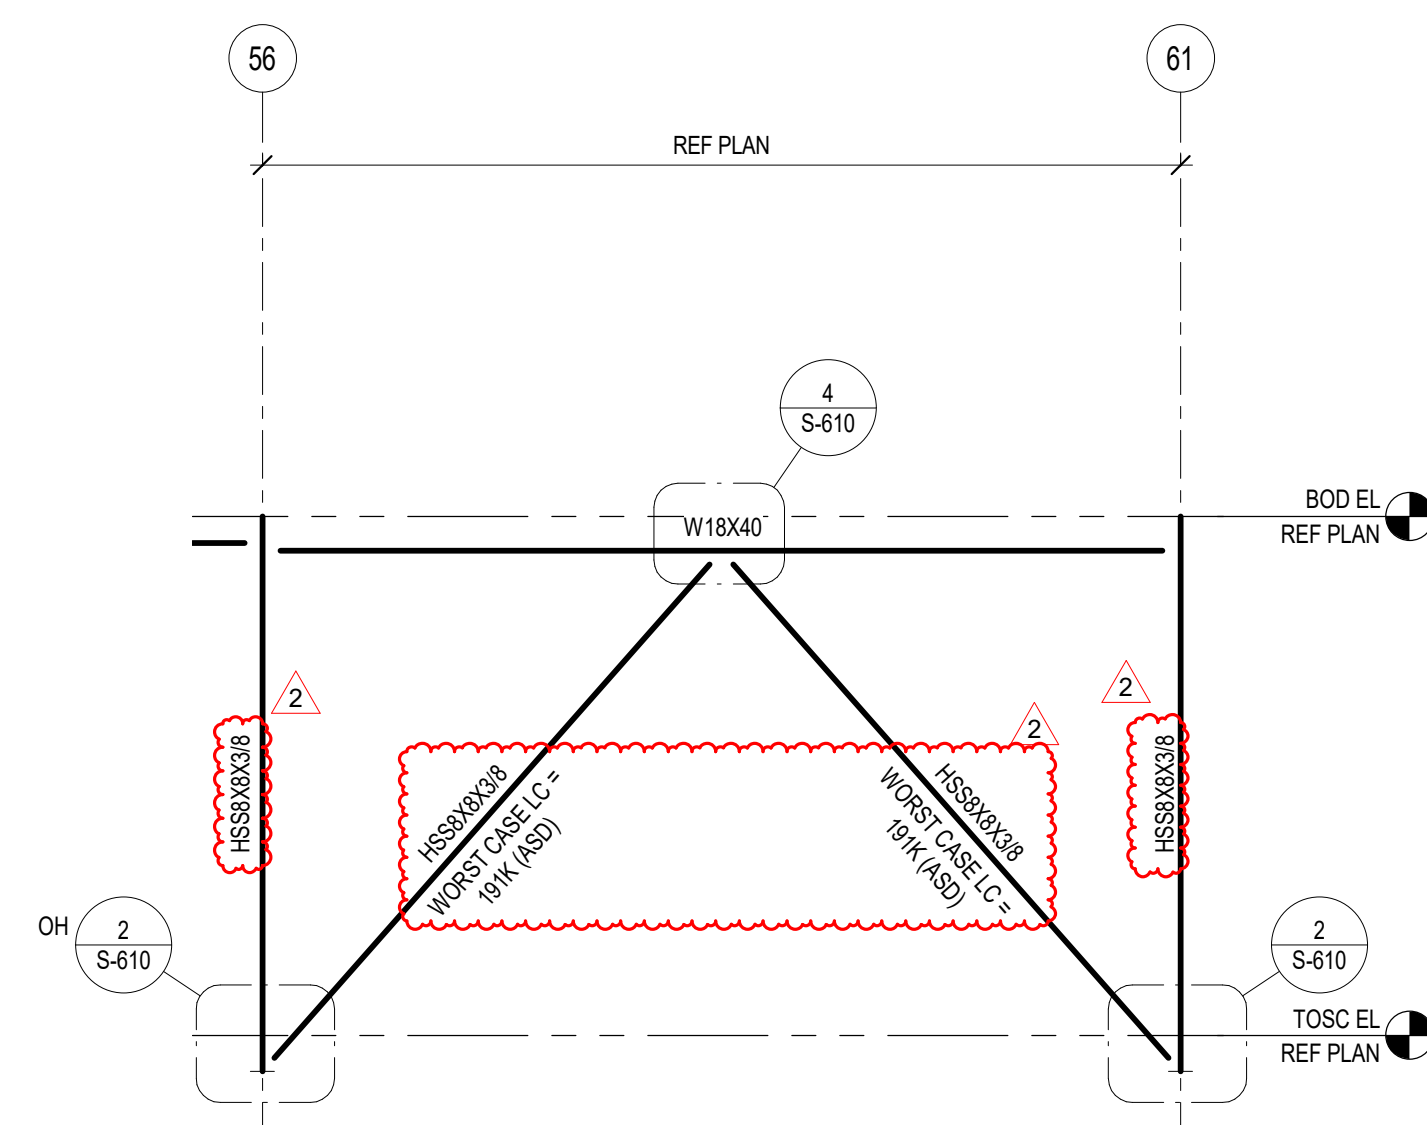 56
61
REF PLAN
4
S-610
BOD EL
REF PLAN
W18X40
2
2
2
HSS8X8X3/8
HSS8X8X3/8
WORST CASE LC =
191K (ASD)
HSS8X8X3/8
WORST CASE LC =
191K (ASD)
HSS8X8X3/8
OH
2
S-610
2
S-610
TOSC EL
REF PLAN